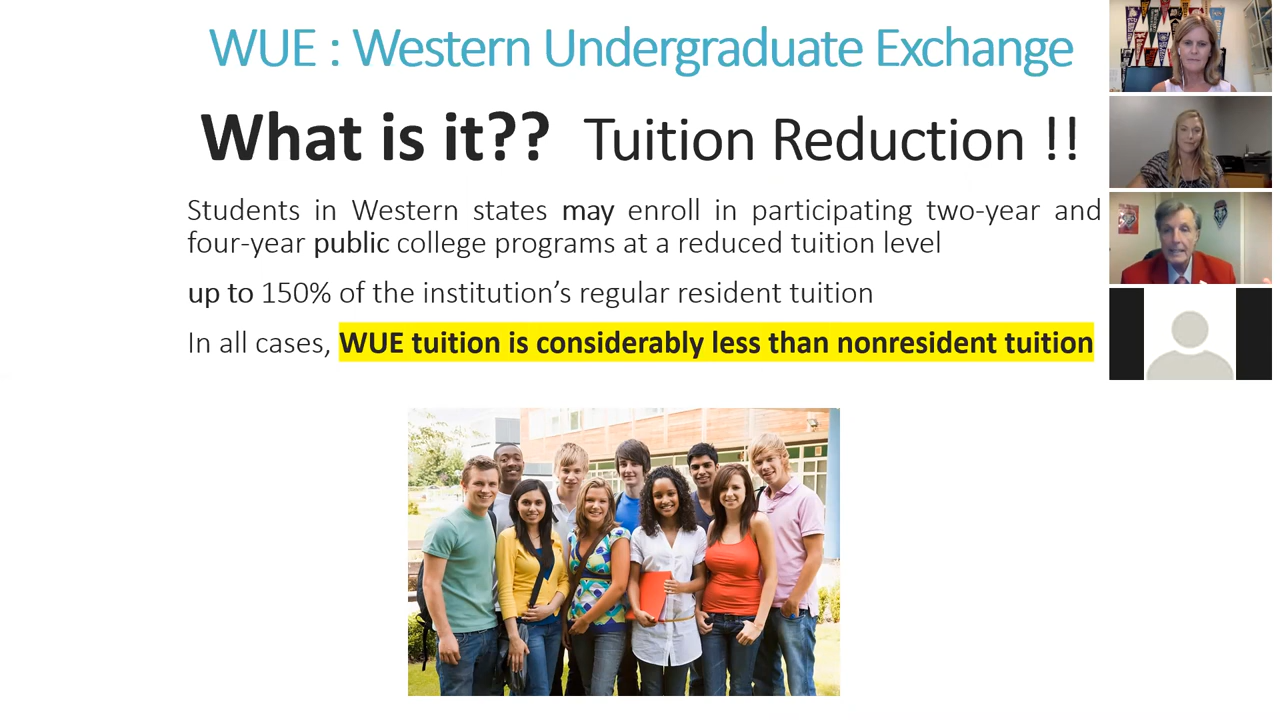 WUE : Western Undergraduate Exchange
What is it?? Tuition Reduction !!
Students in Western states may enroll in participating two-year and
four-year public college programs at a reduced tuition level
up to 150% of the institution’s regular resident tuition
In all cases, WUE tuition is considerably less than nonresident tuition